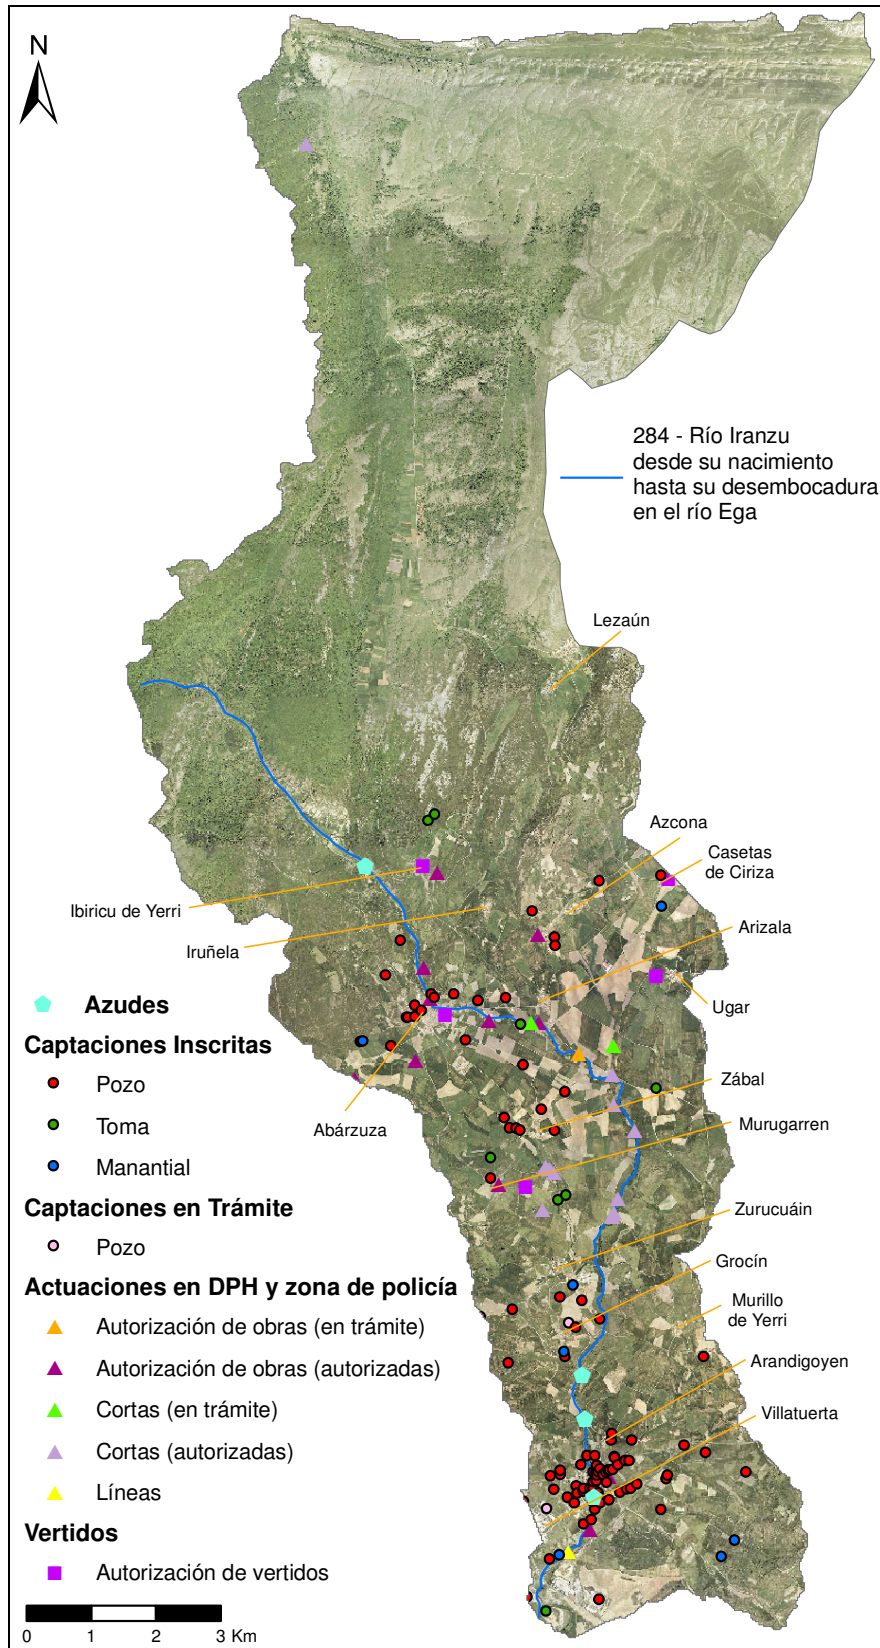 N
284 - Río Iranzu
desde su nacimiento
hasta su desembocadura
en el río Ega
Lezaún
Azcona
Casetas
de Ciriza
Ibiricu de Yerri
Arizala
Iruñela
Ugar
Azudes
Captaciones Inscritas
Pozo
Zábal
Toma
Murugarren
Abárzuza
Manantial
Captaciones en Trámite
Zurucuáin
Pozo
Grocín
Actuaciones en DPH y zona de policía
Murillo
de Yerri
Autorización de obras (en trámite)
Arandigoyen
Autorización de obras (autorizadas)
Cortas (en trámite)
Villatuerta
Cortas (autorizadas)
Líneas
Vertidos
Autorización de vertidos
0 1 2 3 Km